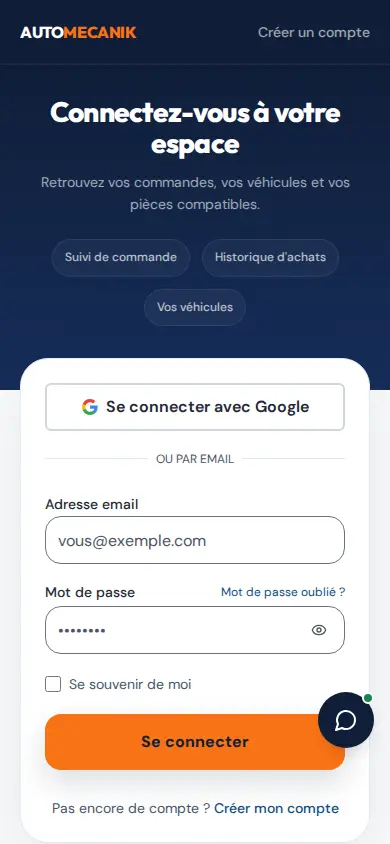 AUTOMECANIK
Créer un compte
Connectez-vous à votre
espace
Retrouvez vos commandes, vos véhicules et vos
pièces compatibles.
Suivi de commande
Historique d'achats
Vos véhicules
Se connecter avec Google
OU PAR EMAIL
Adresse email
vous@exemple.com
Mot de passe
Mot de passe oublié ?
••••••••
Se souvenir de moi
Se connecter
Pas encore de compte ? Créer mon compte